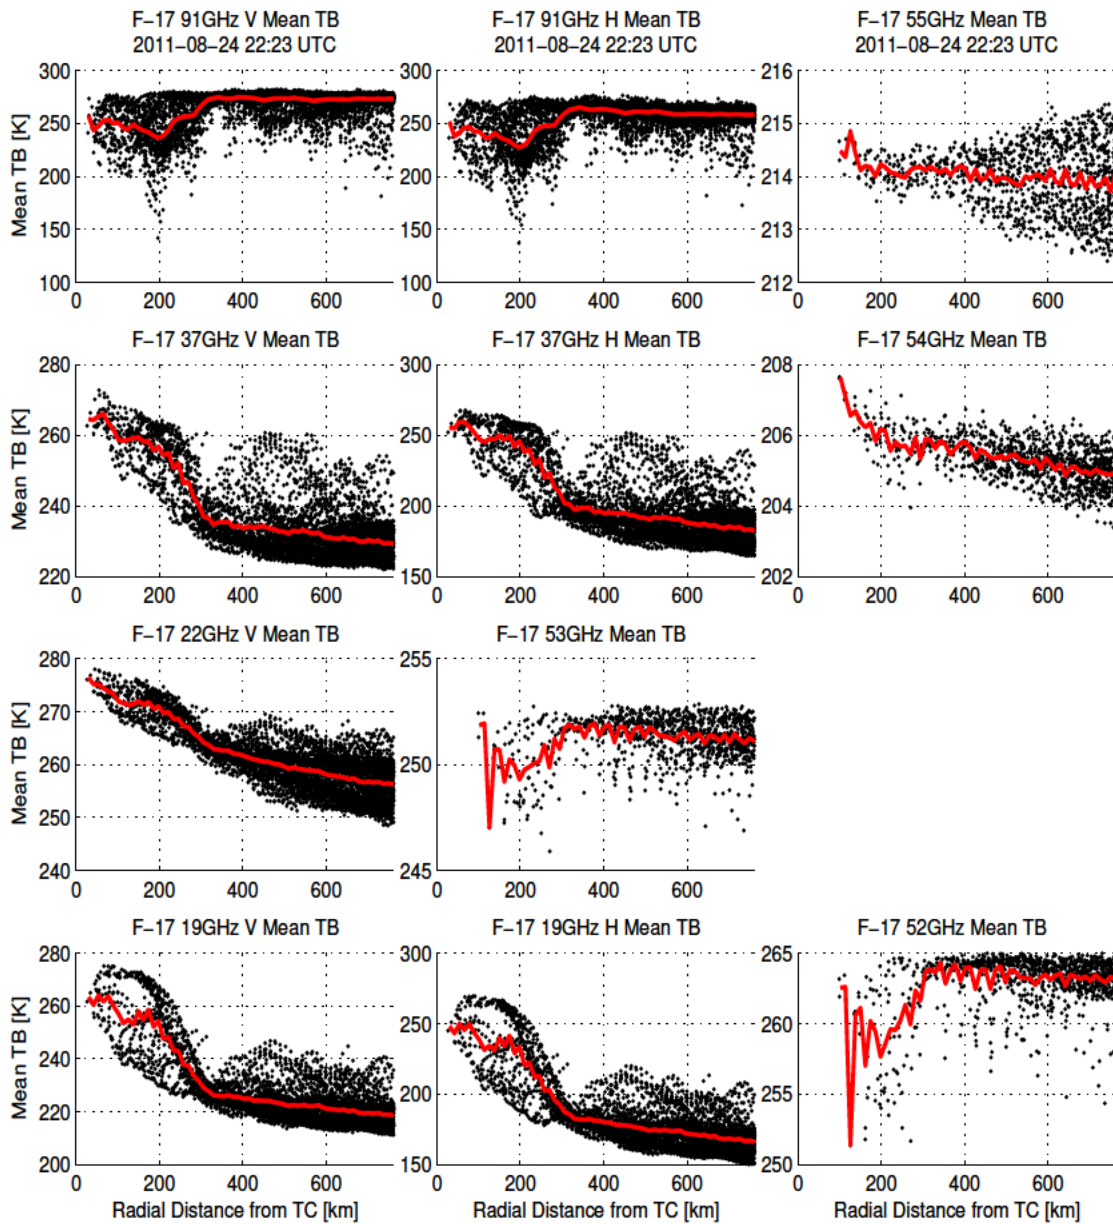 F−17 91GHz V Mean TB
2011−08−24 22:23 UTC
F−17 91GHz H Mean TB
2011−08−24 22:23 UTC
F−17 55GHz Mean TB
2011−08−24 22:23 UTC
Mean TB [K]
300
250
200
150
100
0 200 400 600
300
250
200
150
100
0 200 400 600
216
215
214
213
212
0 200 400 600
F−17 37GHz V Mean TB
F−17 37GHz H Mean TB
F−17 54GHz Mean TB
Mean TB [K]
280
260
240
220
0 200 400 600
300
250
200
150
0 200 400 600
208
206
204
202
0 200 400 600
F−17 22GHz V Mean TB
F−17 53GHz Mean TB
Mean TB [K]
280
270
260
250
240
0 200 400 600
255
250
245
0 200 400 600
F−17 19GHz V Mean TB
F−17 19GHz H Mean TB
F−17 52GHz Mean TB
Mean TB [K]
280
260
240
220
200
0 200 400 600
Radial Distance from TC [km]
300
250
200
150
0 200 400 600
Radial Distance from TC [km]
265
260
255
250
0 200 400 600
Radial Distance from TC [km]